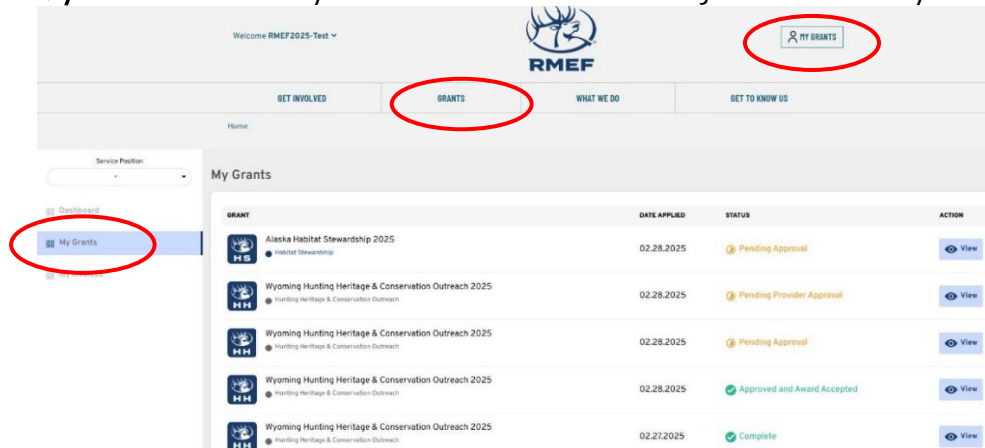 Welcome RMEF2025-Test
RMEF
MY GRANTS
GET INVOLVED GRANTS WHAT WE DO GET TO KNOW US
Home
Service Position
-
My Grants
Dashboard
My Grants
GRANT DATE APPLIED STATUS ACTION
Alaska Habitat Stewardship 2025
HS Habitat Stewardship 02.28.2025 Pending Approval View
Wyoming Hunting Heritage & Conservation Outreach 2025
HH Hunting Heritage & Conservation Outreach 02.28.2025 Pending Provider Approval View
Wyoming Hunting Heritage & Conservation Outreach 2025
HH Hunting Heritage & Conservation Outreach 02.28.2025 Pending Approval View
Wyoming Hunting Heritage & Conservation Outreach 2025
HH Hunting Heritage & Conservation Outreach 02.28.2025 Approved and Award Accepted View
Wyoming Hunting Heritage & Conservation Outreach 2025
HH Hunting Heritage & Conservation Outreach 02.27.2025 Complete View